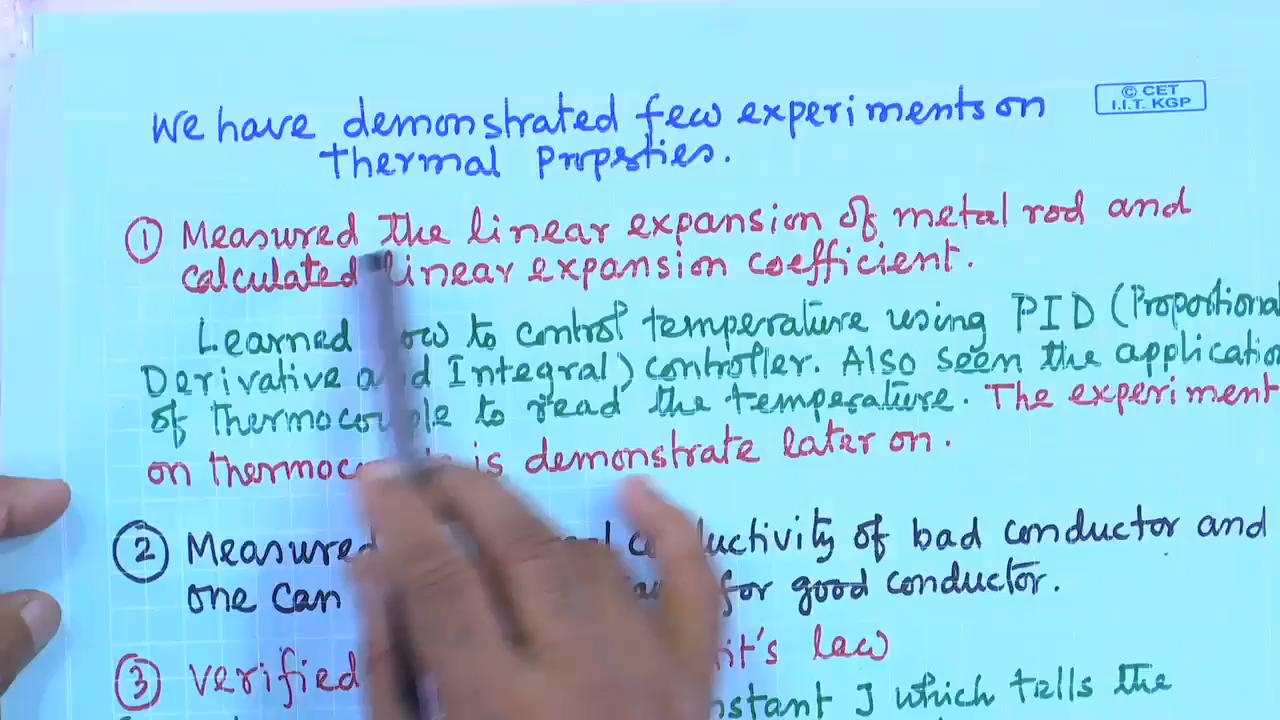 © CET
I.I.T. KGP
We have demonstrated few experiments on
thermal Properties.
① Measured the linear expansion of metal rod and
calculated linear expansion coefficient.
Learned to control temperature using PID (Proportional
Derivative Integral) controller. Also seen the application
of thermocouple to read the temperature. The experiment
on is demonstrate later on.
② Measured conductivity of bad conductor and
one can for good conductor.
③ Verified law
J which tells the